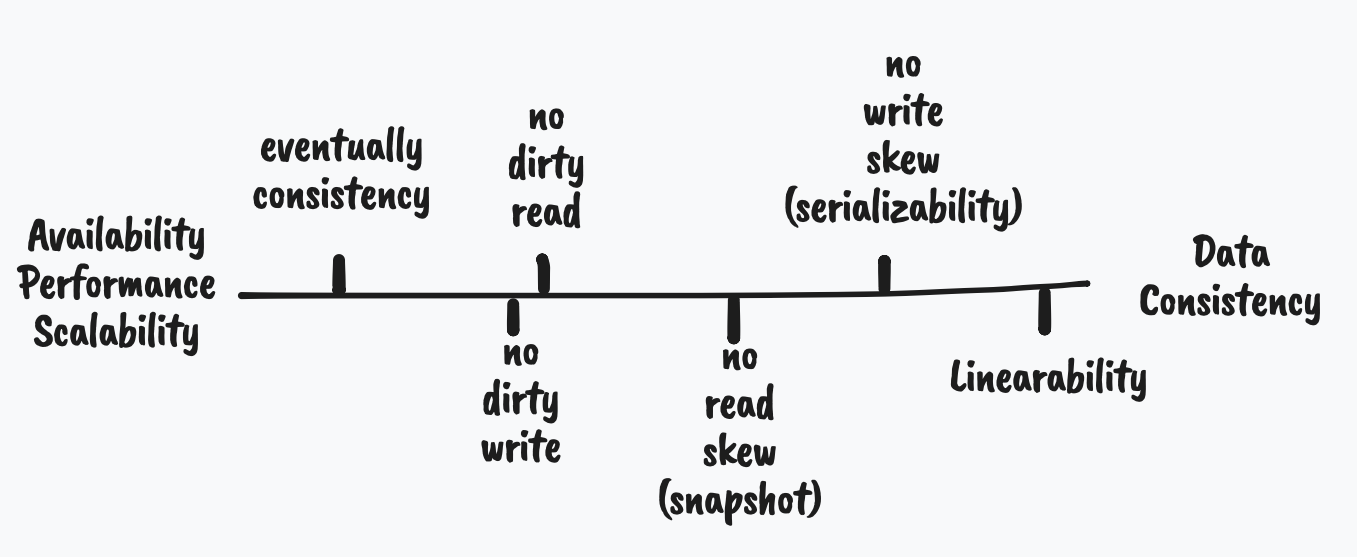 Availability
Performance
Scalability
eventually
consistency
no
dirty
write
no
dirty
read
no
read
skew
(snapshot)
no
write
skew
(serializability)
Linearability
Data
Consistency